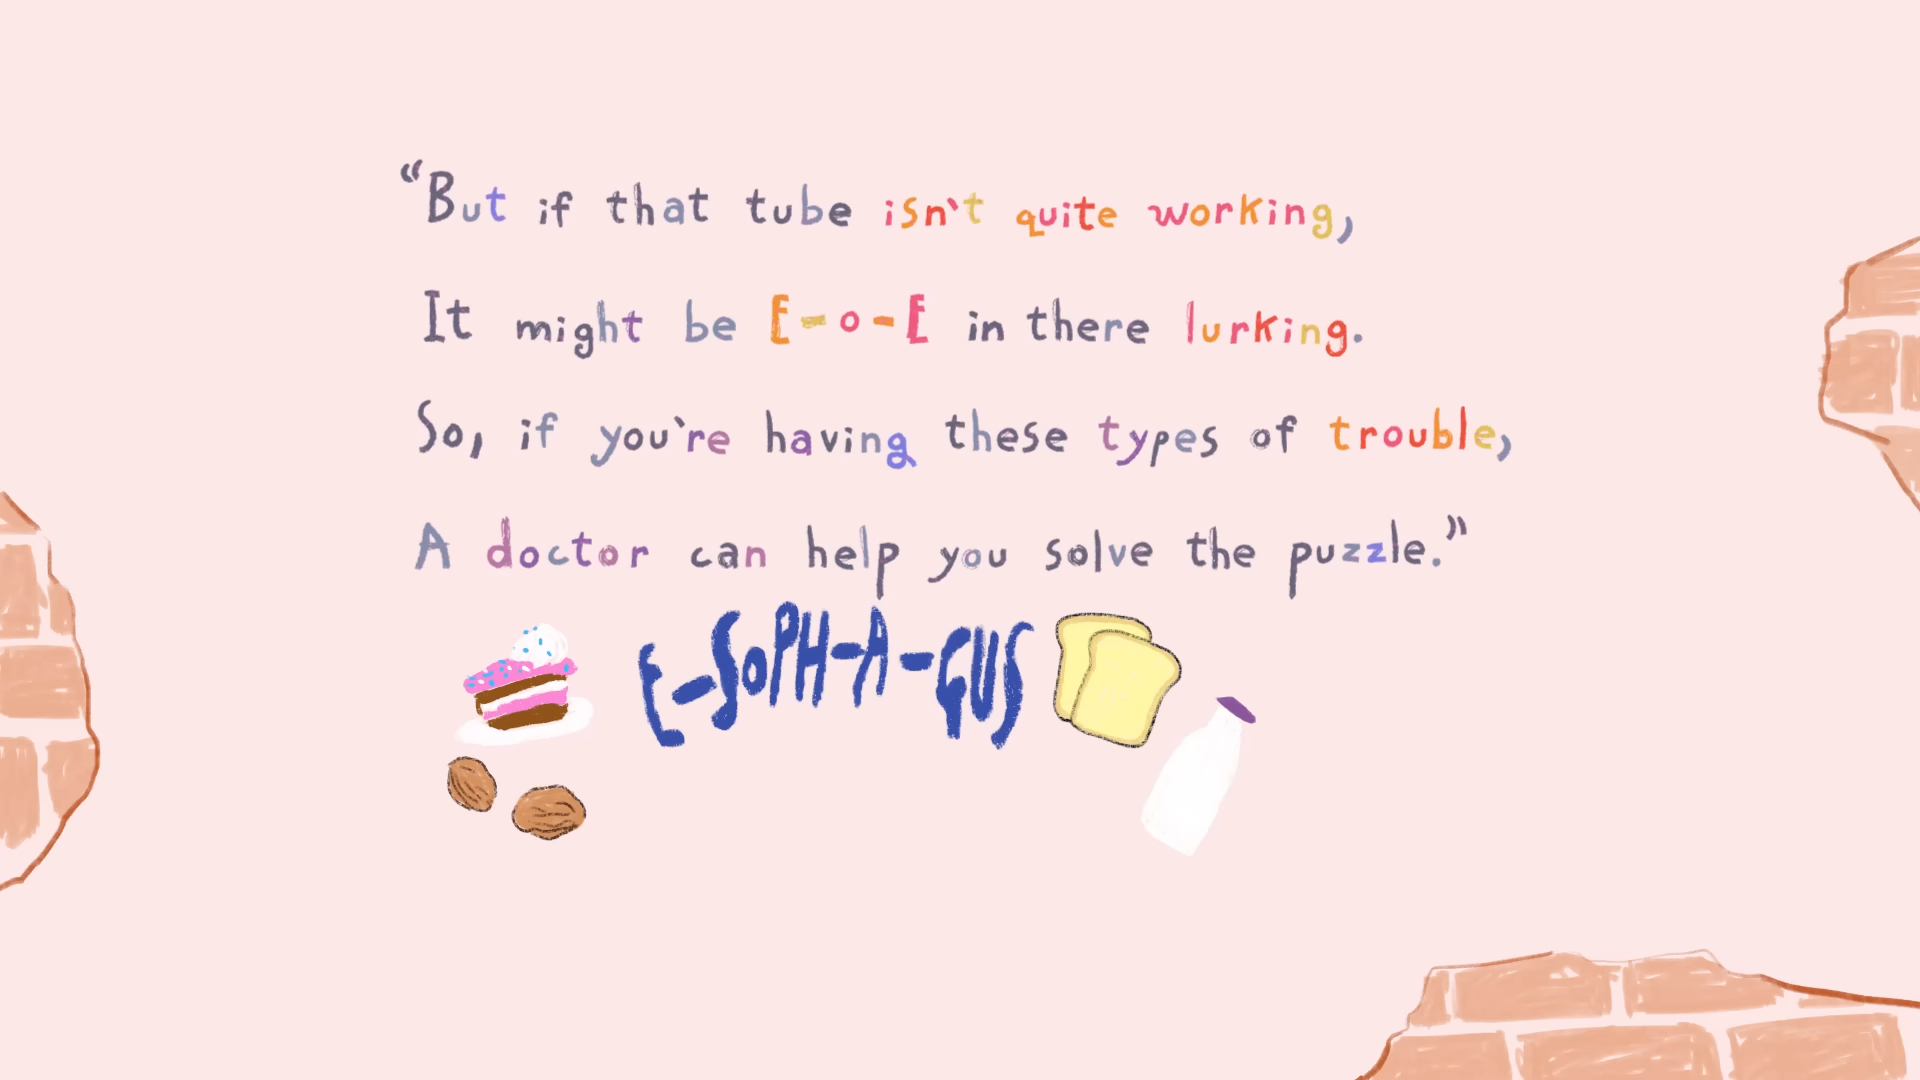 “But if that tube isn't quite working,
It might be E-o-E in there lurking.
So, if you're having these types of trouble,
A doctor can help you solve the puzzle.”
E-SoPH-A-GUS